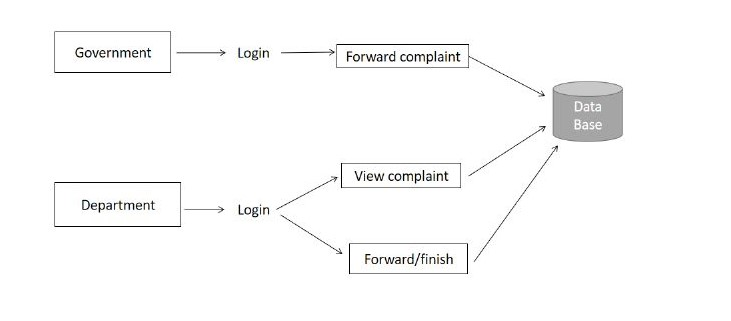 Government
Login
Forward complaint
Data
Base
View complaint
Department
Login
Forward/finish